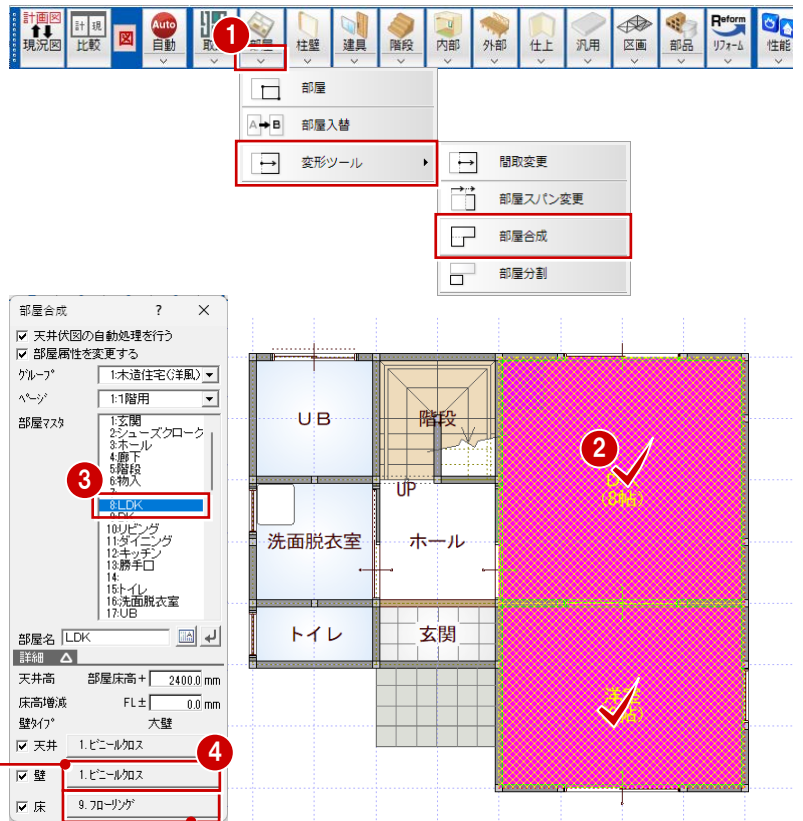 計画図
現況図
計 現
比較
図
Auto
自動
取
部屋
柱壁
建具
階段
内部
外部
仕上
汎用
区画
部品
Reform
リフォーム
性能
1
部屋
A→B 部屋入替
変形ツール
間取変更
部屋スパン変更
部屋合成
部屋分割
部屋合成 ? ×
天井伏図の自動処理を行う
部屋属性を変更する
グループ 1:木造住宅(洋風)
ページ 1:1階用
部屋マスタ
1:玄関
2:シューズクローク
3:ホール
4:廊下
5:階段
6:物入
3
8:LDK
10:リビング
11:ダイニング
12:キッチン
13:勝手口
14:
15:トイレ
16:洗面脱衣室
17:UB
部屋名 LDK
詳細
天井高 部屋床高+ 2400.0 mm
床高増減 FL± 0.0 mm
壁タイプ 大壁
天井 1.ビニールクロス
4
壁 1.ビニールクロス
床 9.フローリング
UB
階段
2
(8帖)
UP
洗面脱衣室
ホール
トイレ
玄関